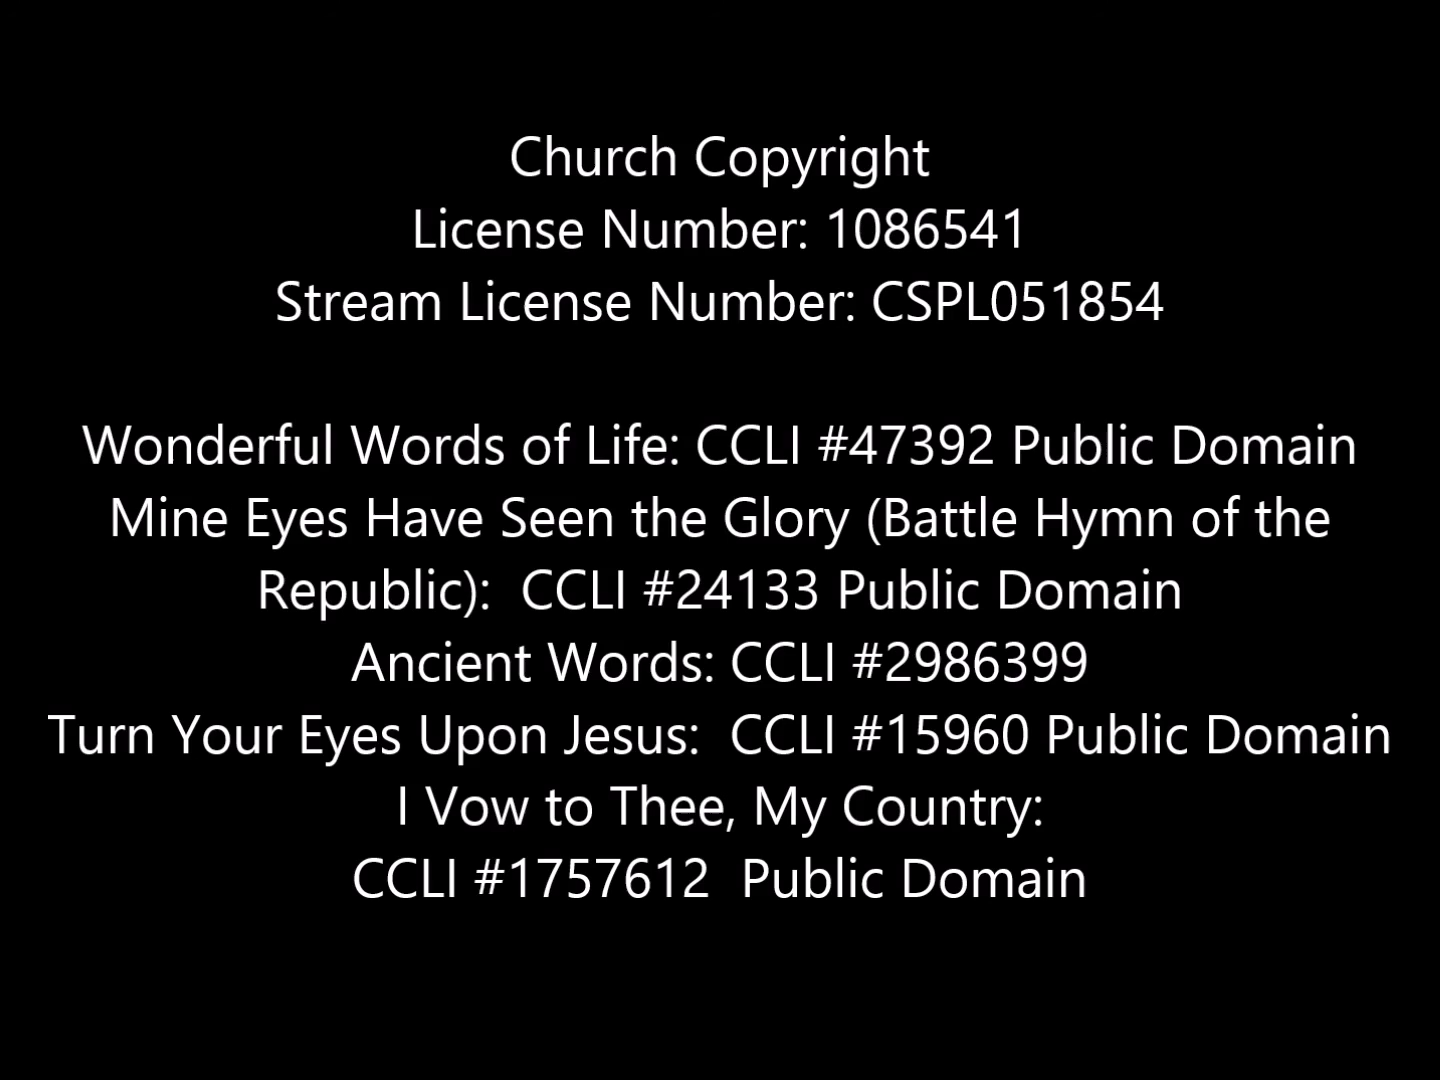 Church Copyright
License Number: 1086541
Stream License Number: CSPL051854
Wonderful Words of Life: CCLI #47392 Public Domain
Mine Eyes Have Seen the Glory (Battle Hymn of the
Republic):  CCLI #24133 Public Domain
Ancient Words: CCLI #2986399
Turn Your Eyes Upon Jesus:  CCLI #15960 Public Domain
I Vow to Thee, My Country:
CCLI #1757612  Public Domain